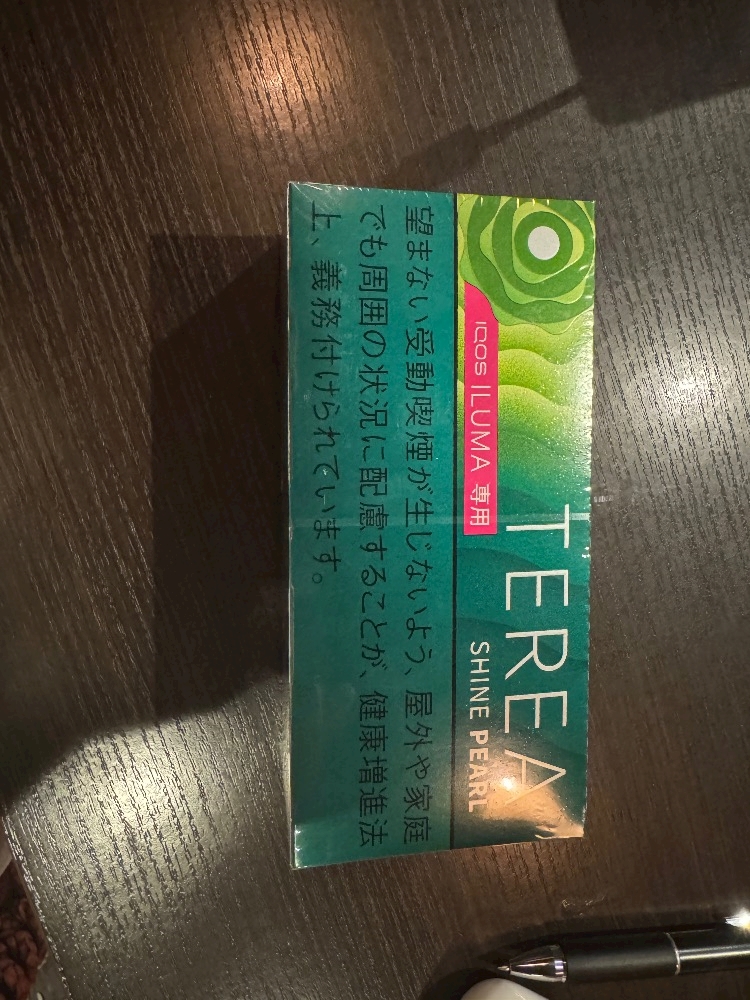 IQOS ILUMA 専用
TEREA
SHINE PEARL
望まない受動喫煙が生じないよう、屋外や家庭
でも周囲の状況に配慮することが、健康増進法
上、義務付けられています。